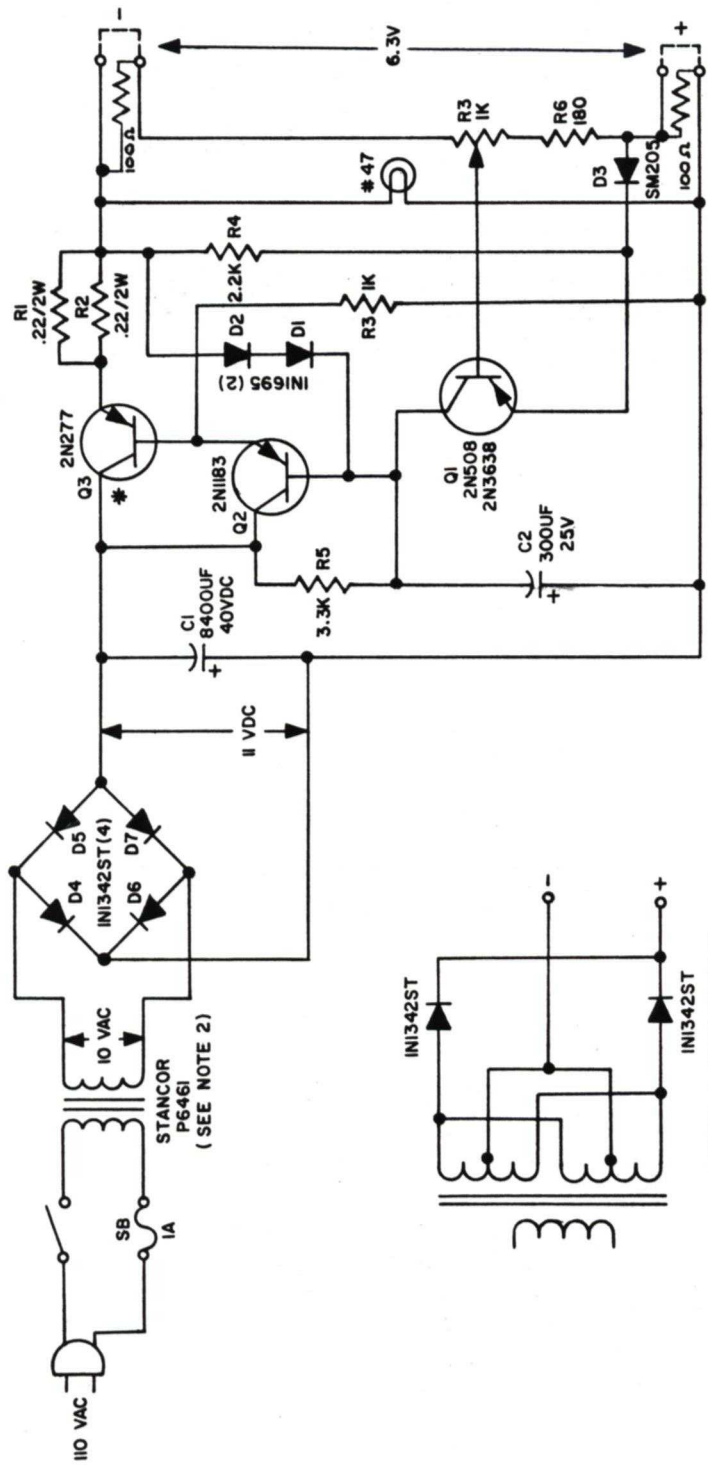 110 VAC
SB
1A
10 VAC
STANCOR
P6461
( SEE NOTE 2)
D4
D5
IN1342ST(4)
D6
D7
11 VDC
C1
8400UF
40VDC
+
Q3
2N277
*
Q2
2N1183
R5
3.3K
R1
.22/2W
R2
.22/2W
D2
D1
IN1695 (2)
R4
2.2K
R3
1K
Q1
2N508
2N3638
C2
300UF
25V
+
#47
R3
1K
R6
180
D3
SM205
100Ω
100Ω
-
6.3V
+
IN1342ST
IN1342ST
-
+